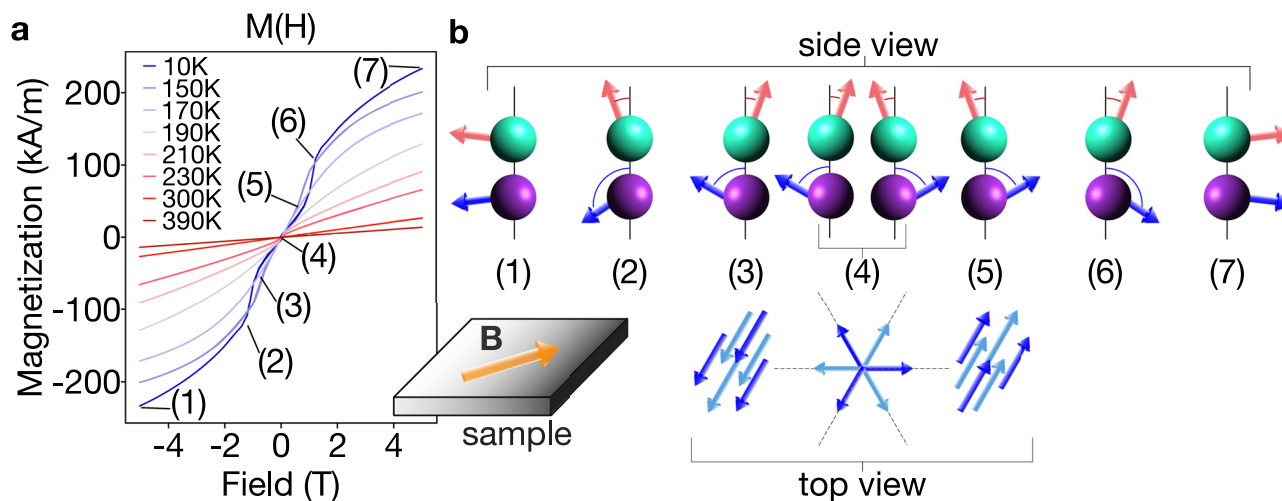 a
M(H)
b
side view
10K
150K
170K
190K
210K
230K
300K
390K
(7)
(6)
(5)
(4)
(3)
(2)
(1)
200
100
0
-100
-200
Magnetization (kA/m)
-4 -2 0 2 4
Field (T)
B
sample
(1) (2) (3) (4) (5) (6) (7)
top view